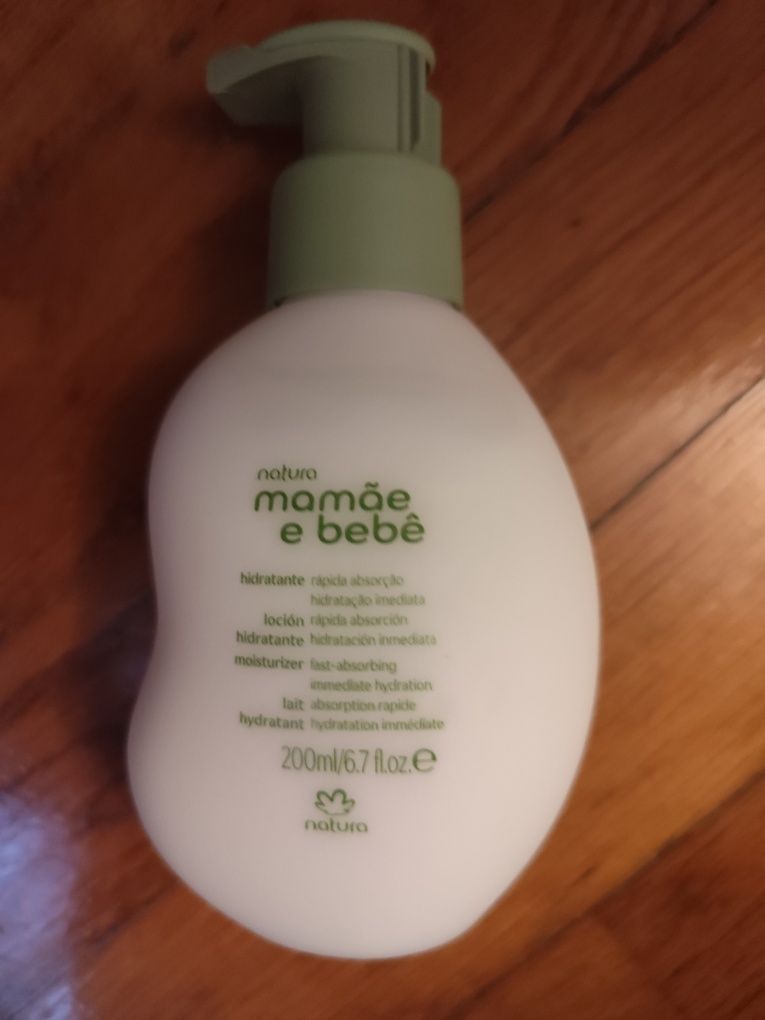 natura
mamãe
e bebê
hidratante rápida absorção
hidratação imediata
loción rápida absorción
hidratante hidratación inmediata
moisturizer fast-absorbing
immediate hydration
lait absorption rapide
hydratant hydratation immédiate
200ml/6.7 fl.oz.℮
natura